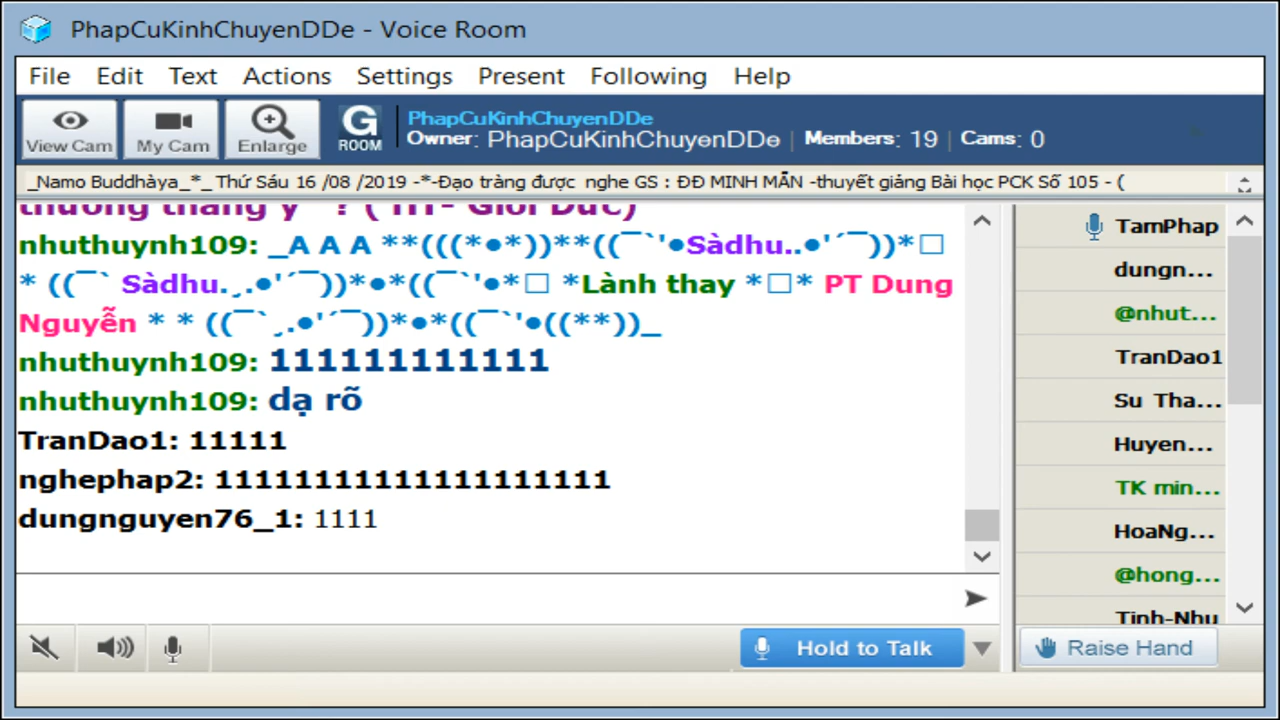 PhapCuKinhChuyenDDe - Voice Room
File Edit Text Actions Settings Present Following Help
View Cam My Cam Enlarge G ROOM
PhapCuKinhChuyenDDe
Owner: PhapCuKinhChuyenDDe | Members: 19 | Cams: 0
_Namo Buddhàya_*_ Thứ Sáu 16 /08 /2019 -*-Đạo tràng được nghe GS : ĐĐ MINH MẪN -thuyết giảng Bài học PCK Số 105 - (
nhuthuynh109: _A A A **(((*●*))**((¯`'●Sàdhu..●'´¯))*□
* ((¯` Sàdhu.¸.●'´¯))*●*((¯`'●*□ *Lành thay *□* PT Dung
Nguyễn * * ((¯`¸.●'´¯))*●*((¯`'●((**))_
nhuthuynh109: 111111111111
nhuthuynh109: dạ rõ
TranDao1: 11111
nghephap2: 1111111111111111111111
dungnguyen76_1: 1111
TamPhap
dungn...
@nhut...
TranDao1
Su Tha...
Huyen...
TK min...
HoaNg...
@hong...
Tinh-Nhu
Hold to Talk
Raise Hand